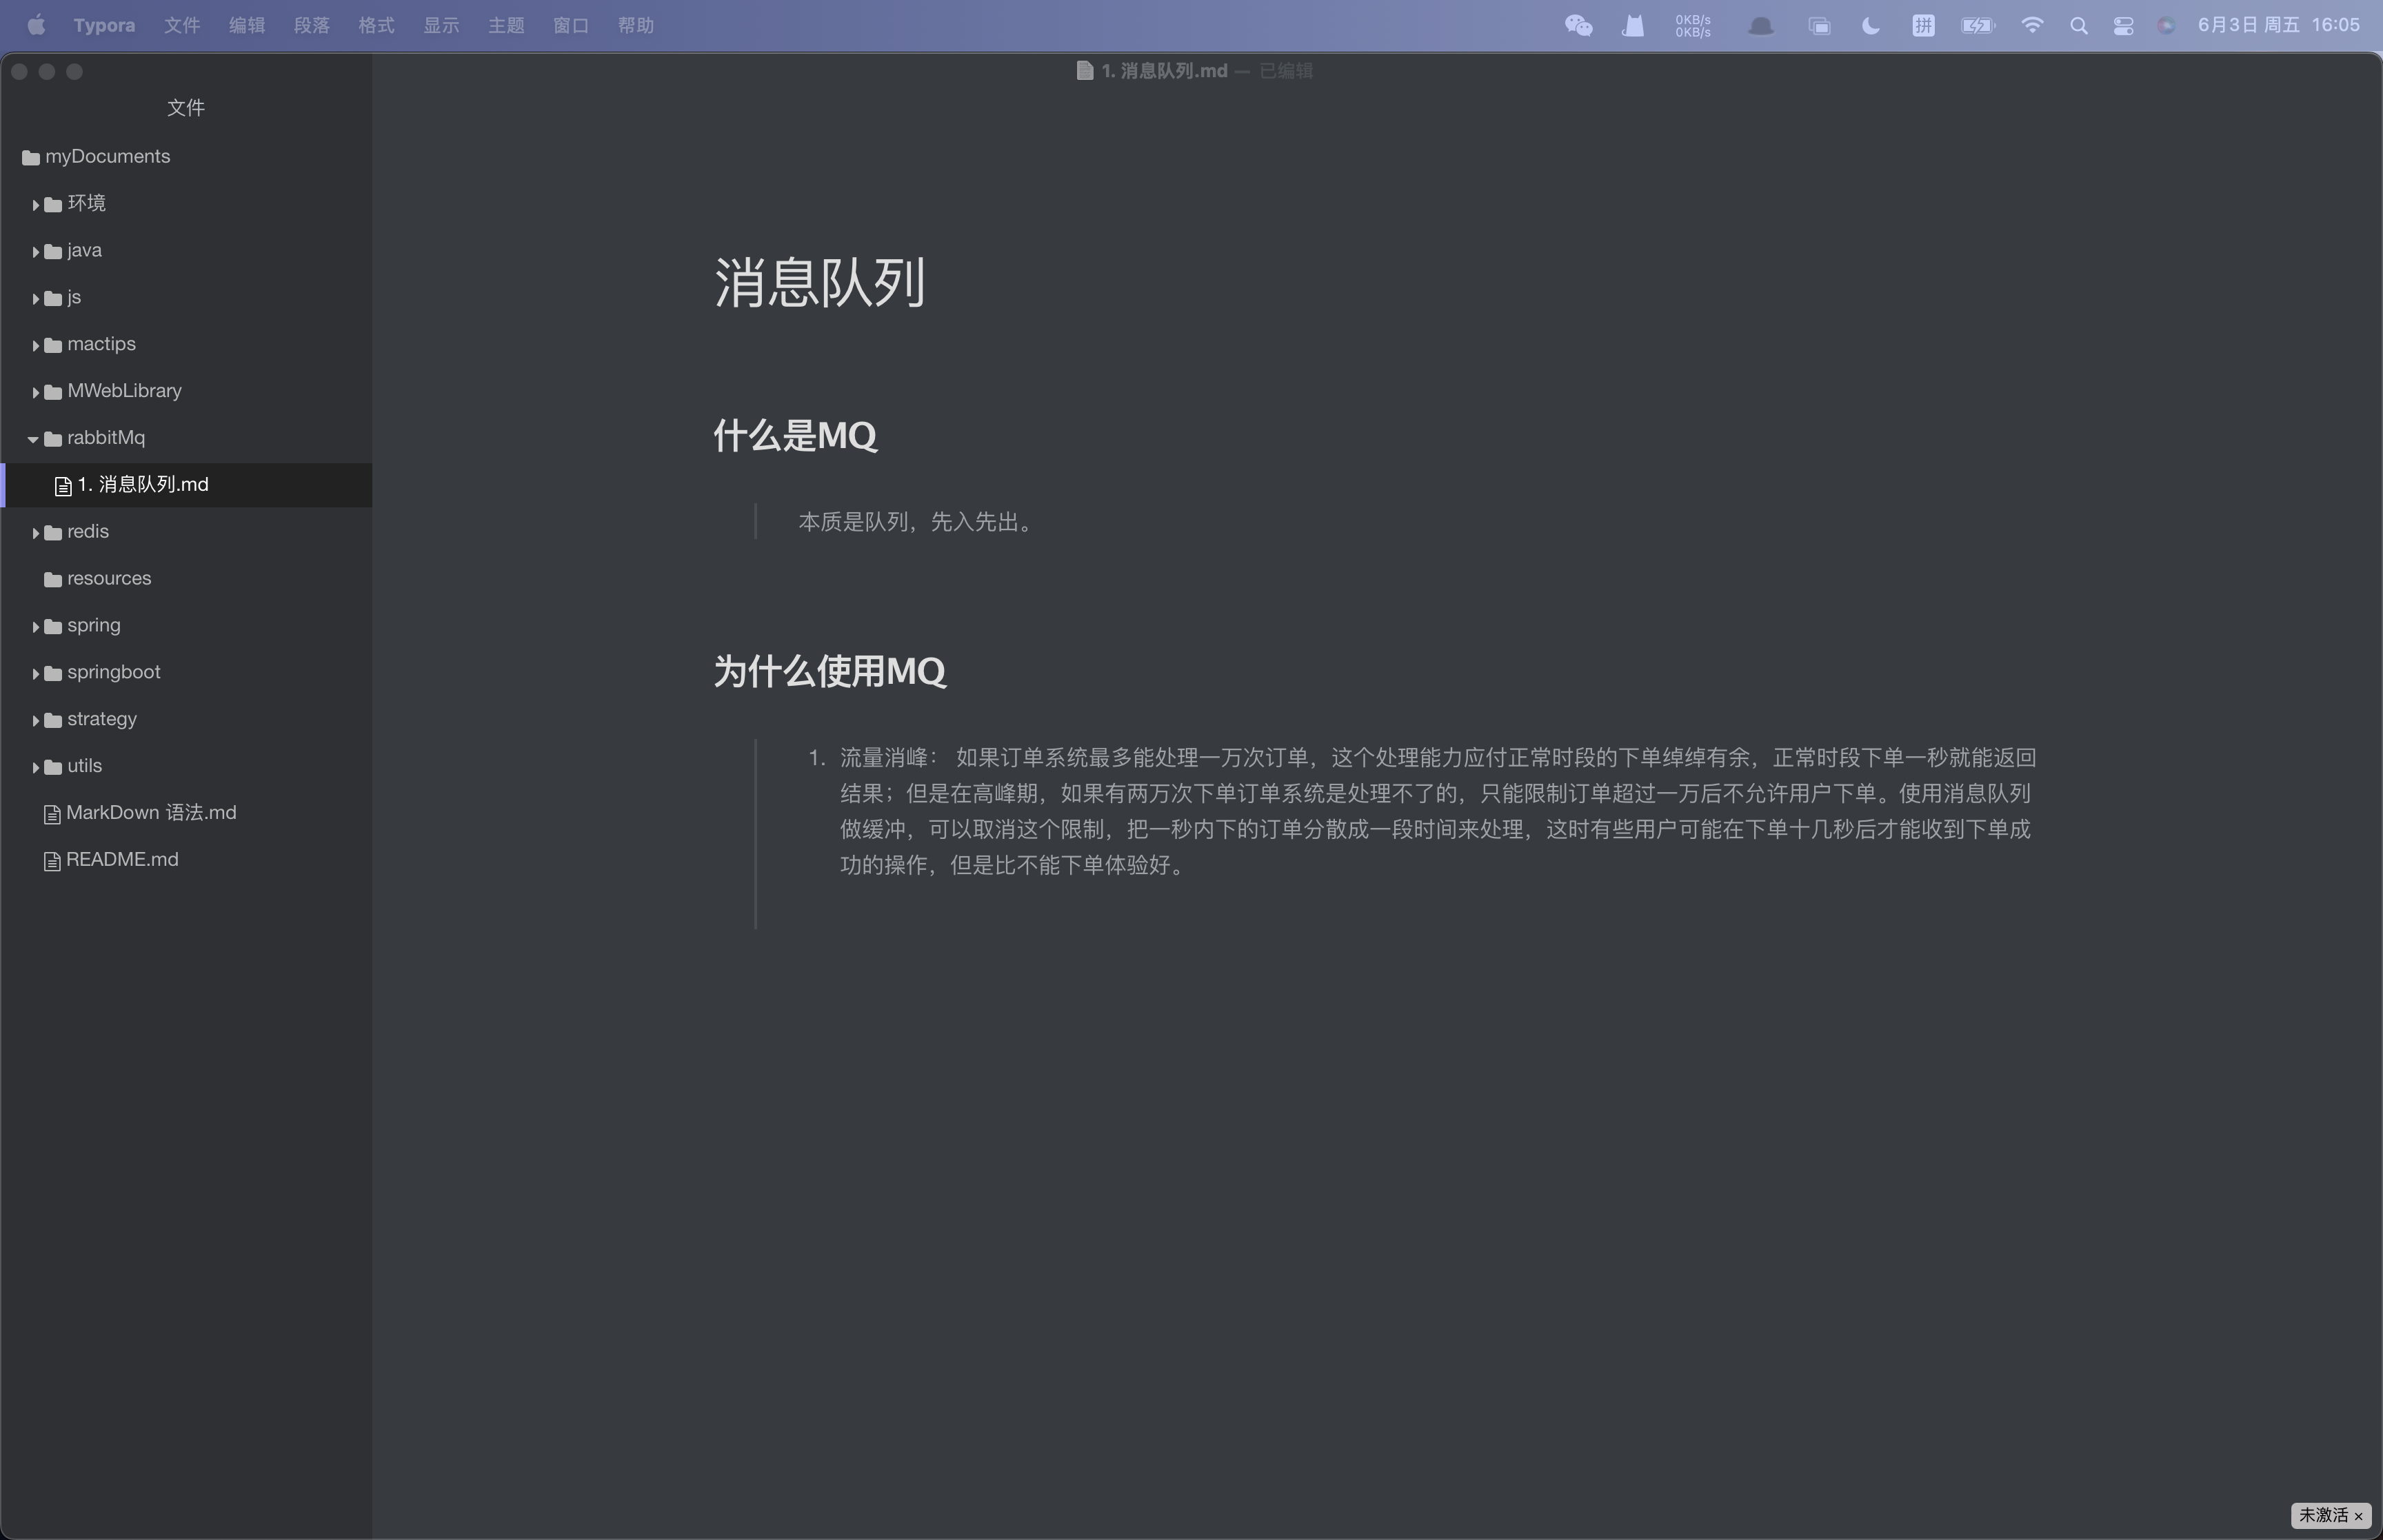 Typora 文件 编辑 段落 格式 显示 主题 窗口 帮助 0KB/s 拼 6月3日 周五 16:05
0KB/s
1. 消息队列.md — 已编辑
文件
myDocuments
环境
java
js
mactips
MWebLibrary
rabbitMq
1. 消息队列.md
redis
resources
spring
springboot
strategy
utils
MarkDown 语法.md
README.md
消息队列
什么是MQ
本质是队列，先入先出。
为什么使用MQ
1. 流量消峰： 如果订单系统最多能处理一万次订单，这个处理能力应付正常时段的下单绰绰有余，正常时段下单一秒就能返回
结果；但是在高峰期，如果有两万次下单订单系统是处理不了的，只能限制订单超过一万后不允许用户下单。使用消息队列
做缓冲，可以取消这个限制，把一秒内下的订单分散成一段时间来处理，这时有些用户可能在下单十几秒后才能收到下单成
功的操作，但是比不能下单体验好。
未激活 ×